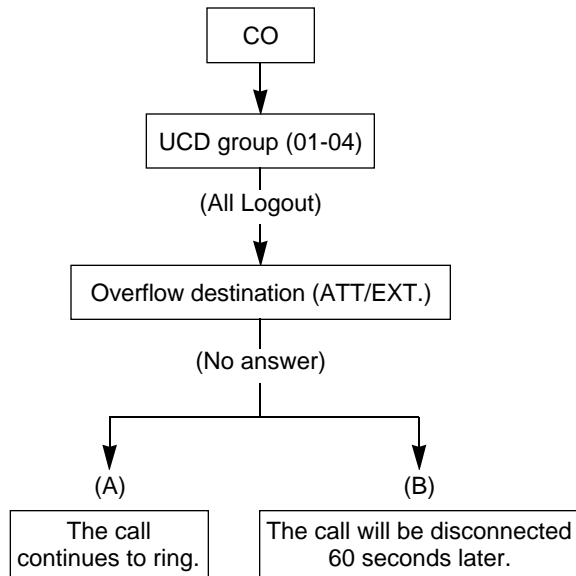 CO
UCD group (01-04)
(All Logout)
Overflow destination (ATT/EXT.)
(No answer)
(A)
The call
continues to ring.
(B)
The call will be disconnected
60 seconds later.